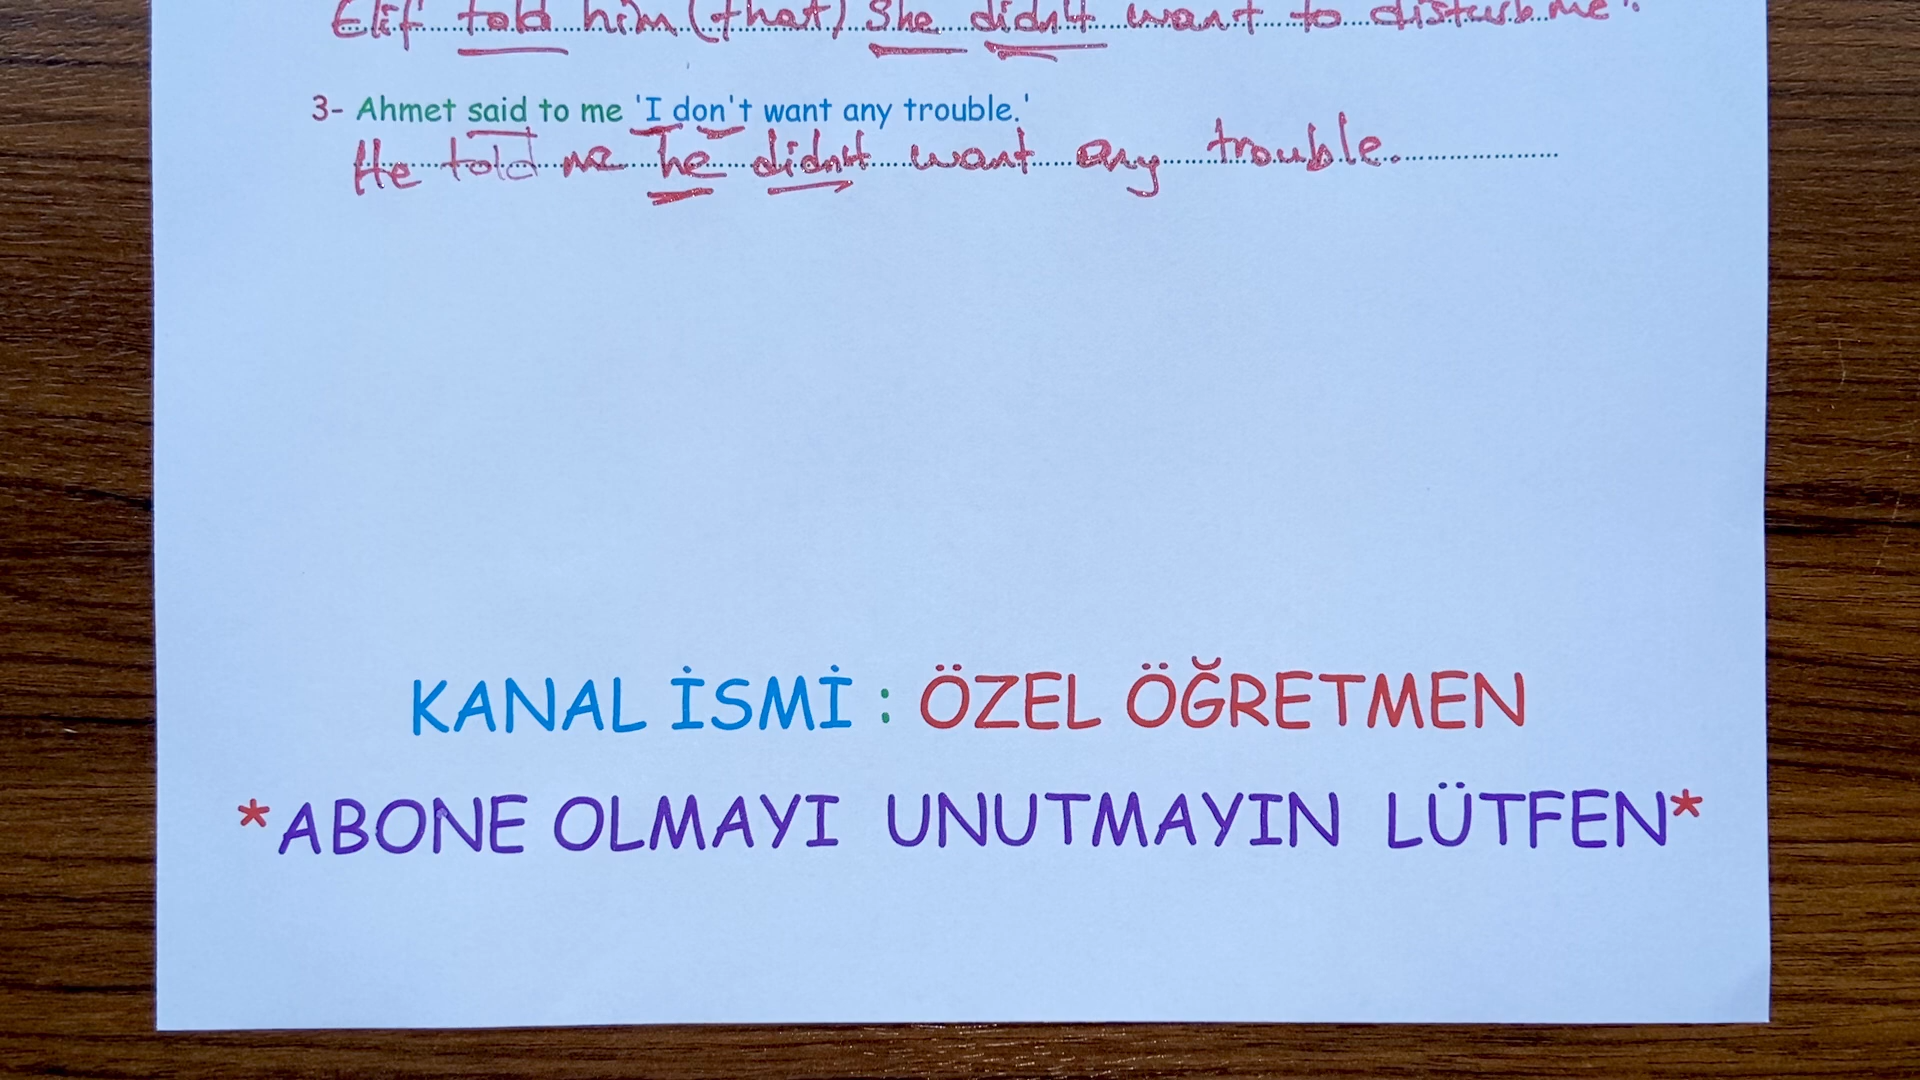 Elif told him (that) She didn't want to disturb me".
3- Ahmet said to me 'I don't want any trouble.'
He told me he didn't want any trouble.
KANAL İSMİ : ÖZEL ÖĞRETMEN
*ABONE OLMAYI UNUTMAYIN LÜTFEN*